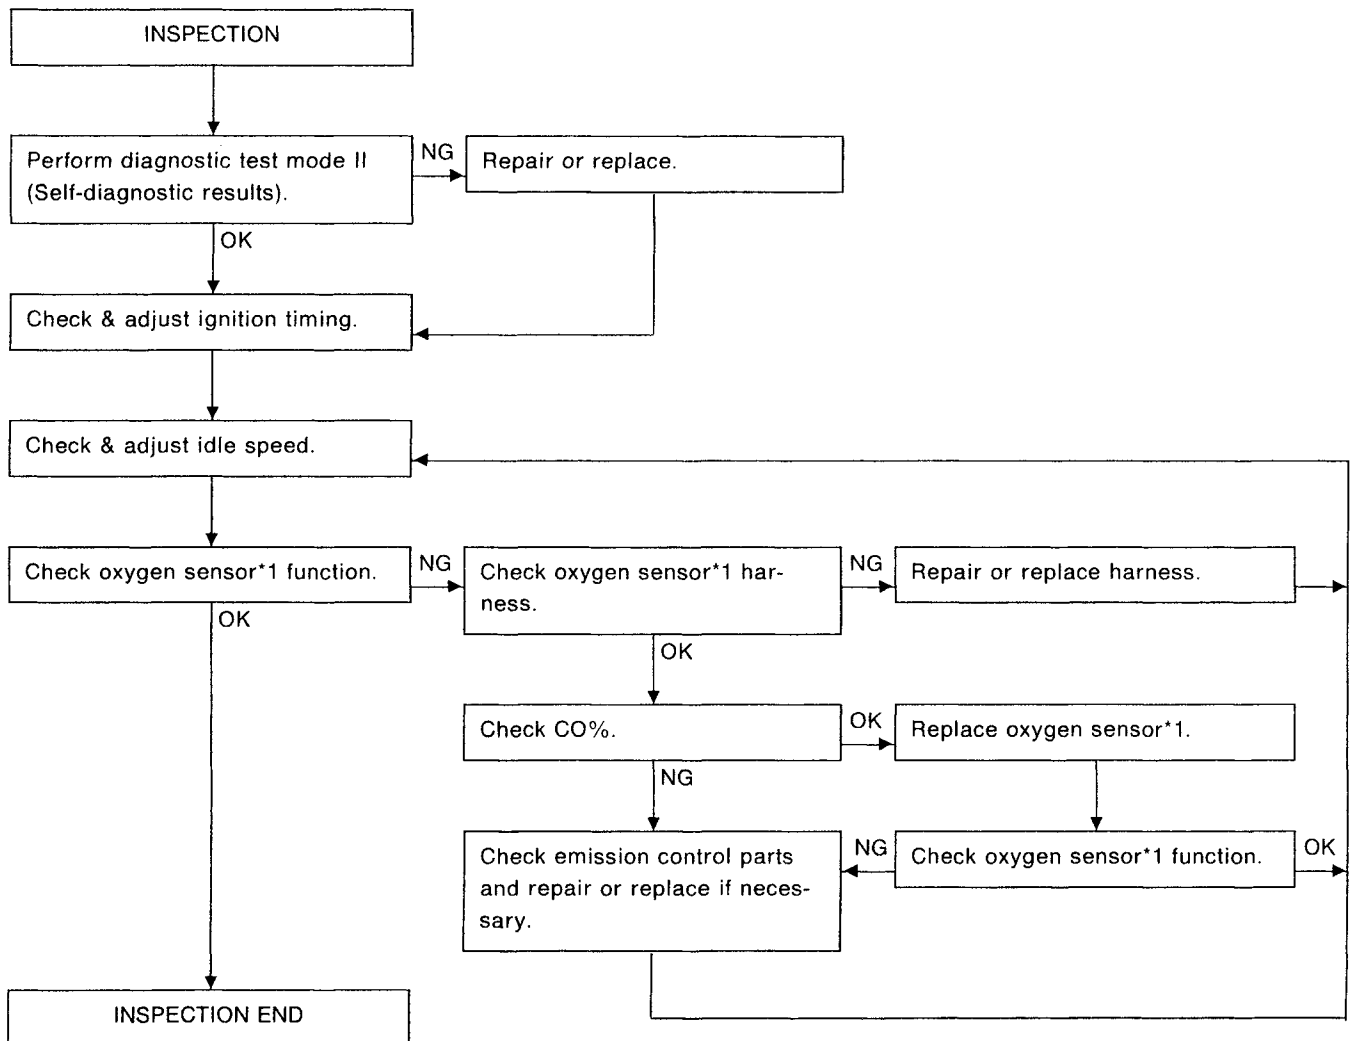 INSPECTION
Perform diagnostic test mode II
(Self-diagnostic results).
NG
Repair or replace.
OK
Check & adjust ignition timing.
Check & adjust idle speed.
Check oxygen sensor*1 function.
NG
Check oxygen sensor*1 har-
ness.
NG
Repair or replace harness.
OK
OK
Check CO%.
OK
Replace oxygen sensor*1.
NG
Check emission control parts
and repair or replace if neces-
sary.
NG
Check oxygen sensor*1 function.
OK
INSPECTION END